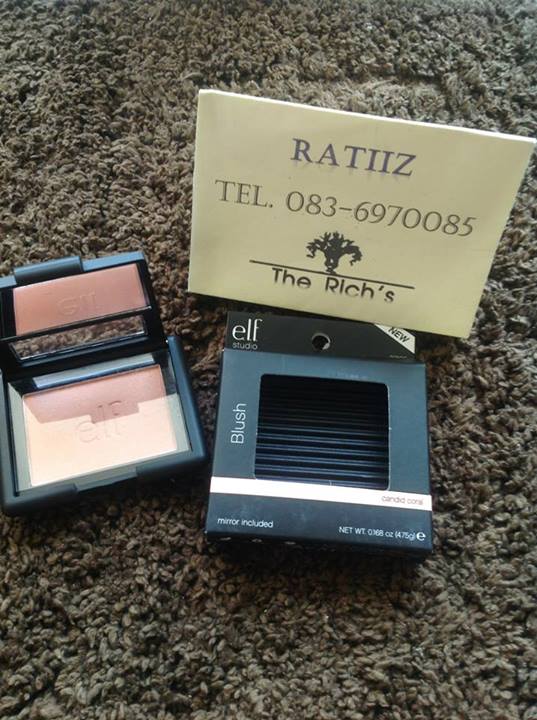 RATIIZ
TEL. 083-6970085
The Rich's
elf
elf
studio
NEW
Blush
candid coral
mirror included
NET WT. 0.168 oz (4.75g) e